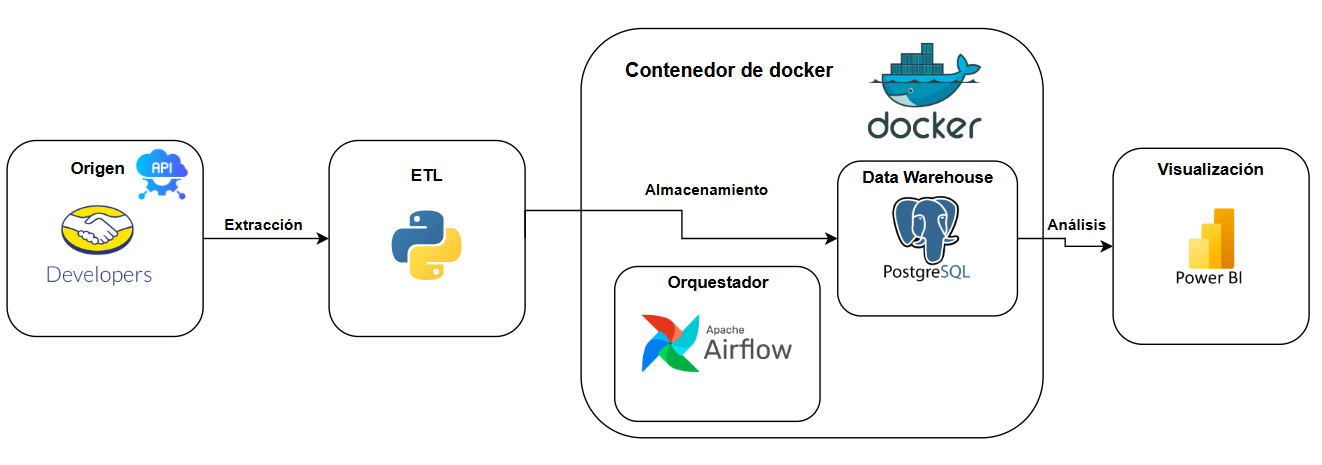 Contenedor de docker
docker
Origen
API
Developers
Extracción
ETL
Almacenamiento
Data Warehouse
PostgreSQL
Orquestador
Apache
Airflow
Análisis
Visualización
Power BI